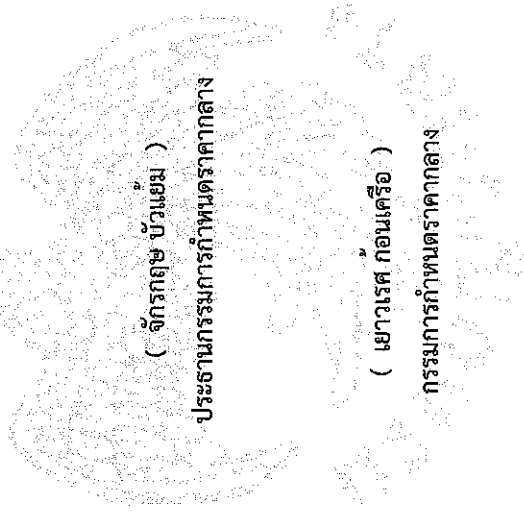 ( จักรกฤษ บัวแย้ม )
ประธานกรรมการกำหนดราคากลาง
( เยาวเรศ ก้อนเครือ )
กรรมการกำหนดราคากลาง